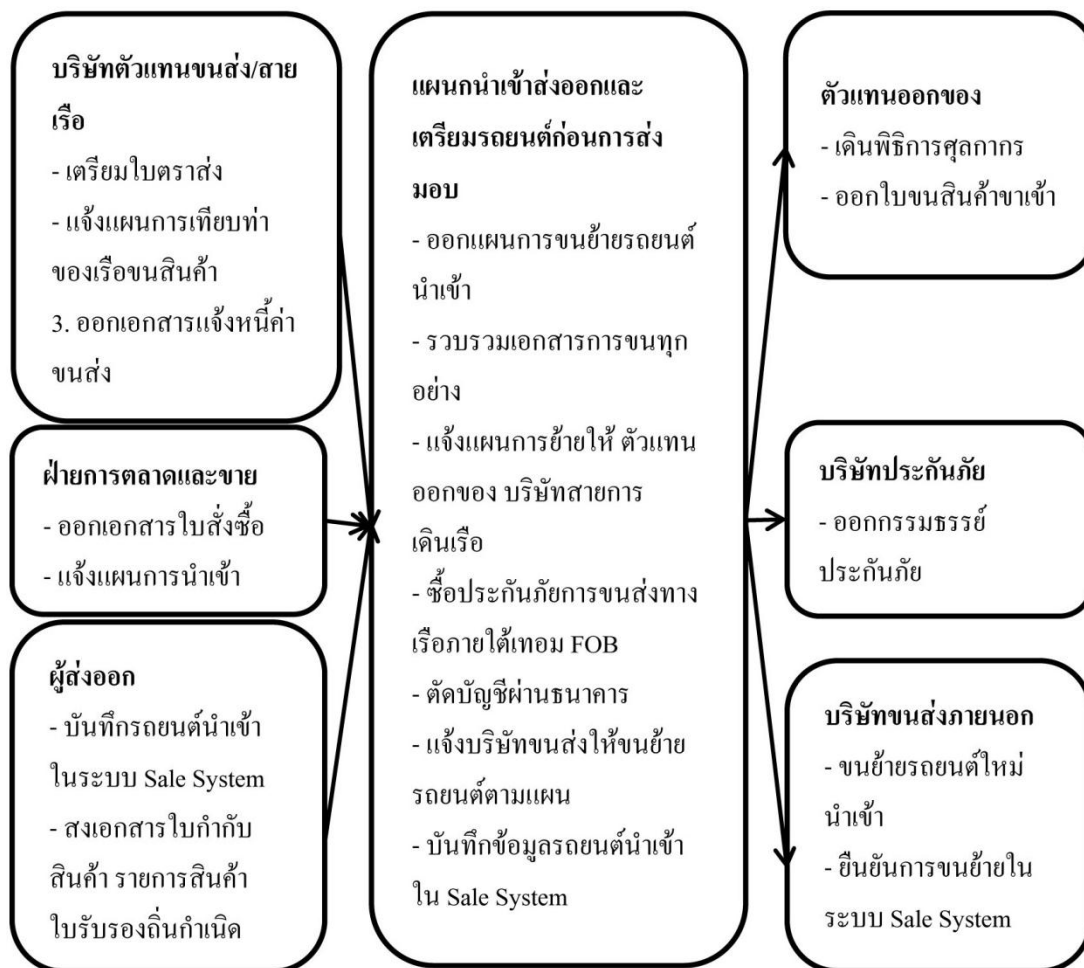 บริษัทตัวแทนขนส่ง/สาย
เรือ
- เตรียมใบตราส่ง
- แจ้งแผนการเทียบท่า
ของเรือขนสินค้า
3. ออกเอกสารแจ้งหนี้ค่า
ขนส่ง
ฝ่ายการตลาดและขาย
- ออกเอกสารใบสั่งซื้อ
- แจ้งแผนการนำเข้า
ผู้ส่งออก
- บันทึกรถยนต์นำเข้า
ในระบบ Sale System
- สงเอกสารใบกำกับ
สินค้า รายการสินค้า
ใบรับรองถิ่นกำเนิด
แผนกนำเข้าส่งออกและ
เตรียมรถยนต์ก่อนการส่ง
มอบ
- ออกแผนการขนย้ายรถยนต์
นำเข้า
- รวบรวมเอกสารการขนทุก
อย่าง
- แจ้งแผนการย้ายให้ ตัวแทน
ออกของ บริษัทสายการ
เดินเรือ
- ซื้อประกันภัยการขนส่งทาง
เรือภายใต้เทอม FOB
- ตัดบัญชีผ่านธนาคาร
- แจ้งบริษัทขนส่งให้ขนย้าย
รถยนต์ตามแผน
- บันทึกข้อมูลรถยนต์นำเข้า
ใน Sale System
ตัวแทนออกของ
- เดินพิธิการศุลกากร
- ออกใบขนสินค้าขาเข้า
บริษัทประกันภัย
- ออกกรรมธรรย์
ประกันภัย
บริษัทขนส่งภายนอก
- ขนย้ายรถยนต์ใหม่
นำเข้า
- ยืนยันการขนย้ายใน
ระบบ Sale System